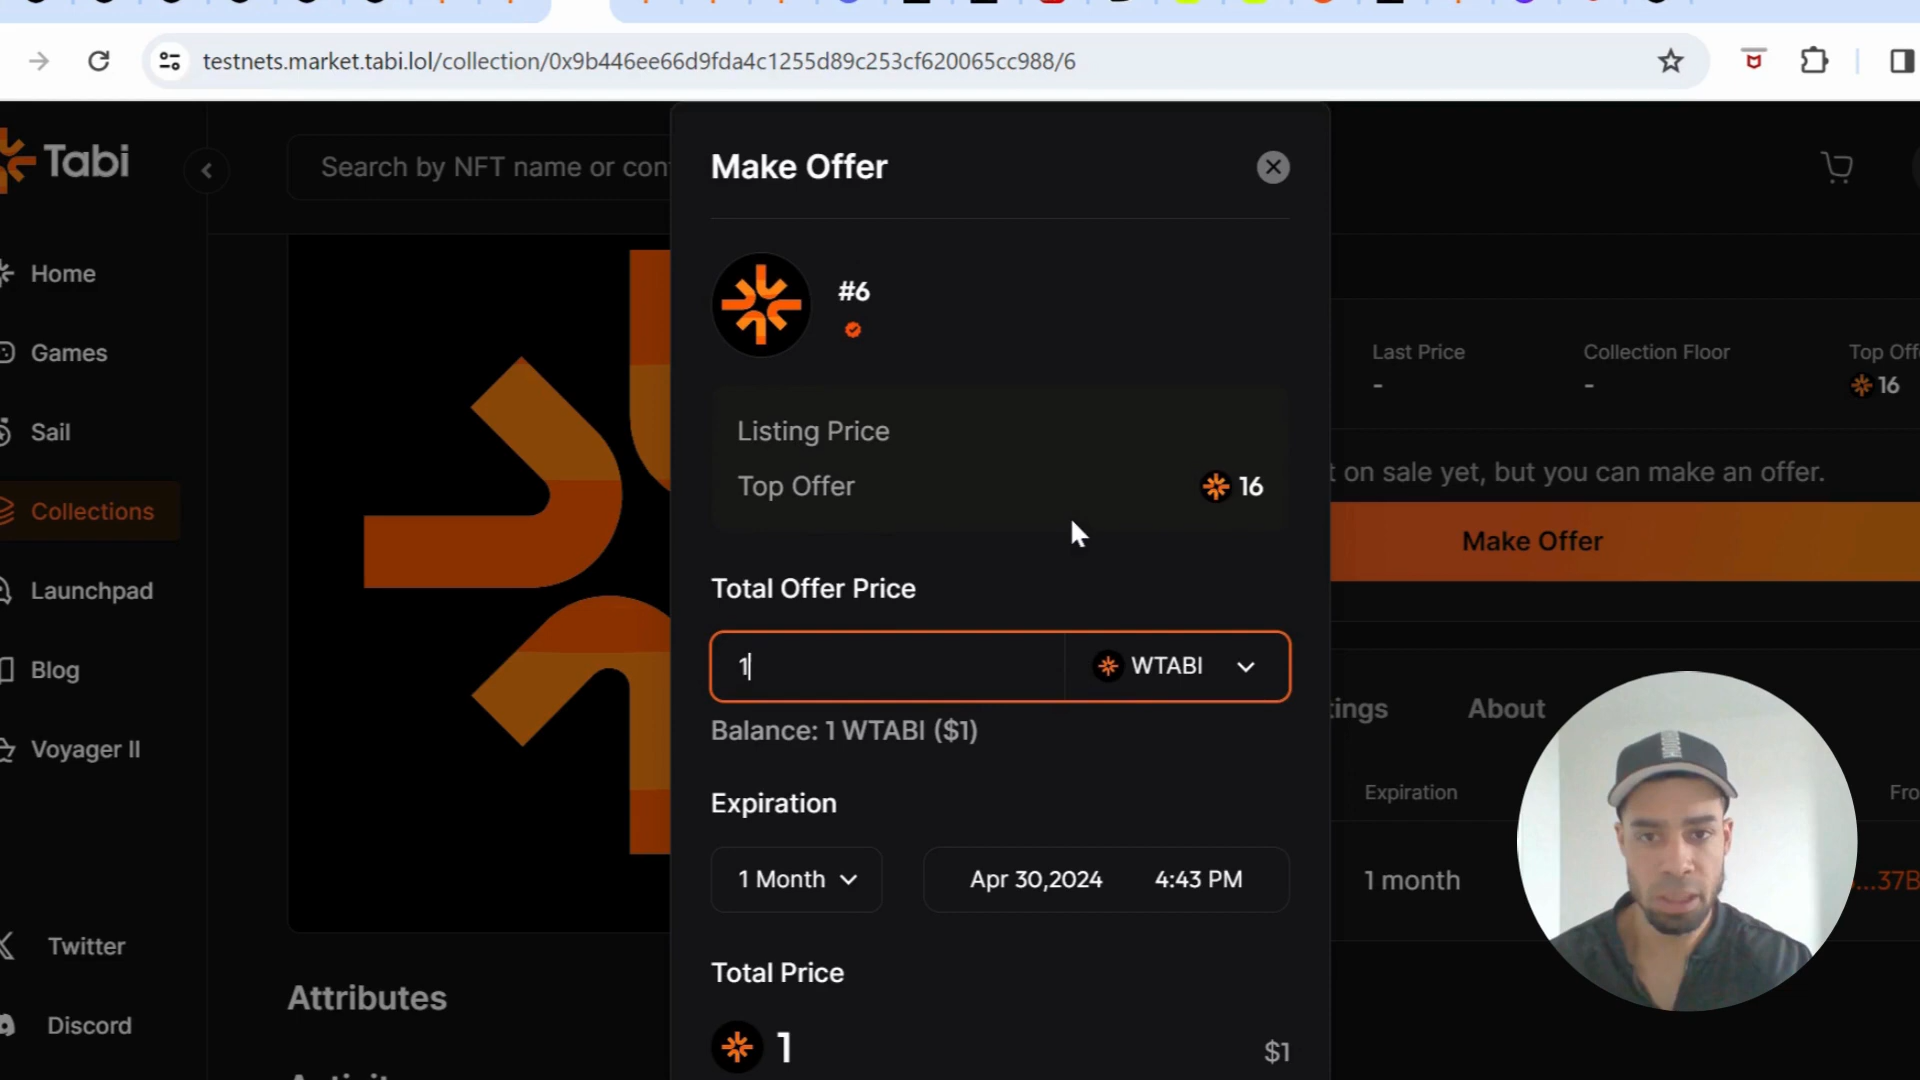 testnets.market.tabi.lol/collection/0x9b446ee66d9fda4c1255d89c253cf620065cc988/6
Tabi
Search by NFT name or con
Home
Games
Sail
Collections
Launchpad
Blog
Voyager II
Twitter
Discord
Attributes
Make Offer
#6
Listing Price
Top Offer 16
Total Offer Price
1 WTABI
Balance: 1 WTABI ($1)
Expiration
1 Month Apr 30,2024 4:43 PM
Total Price
1 $1
Last Price Collection Floor Top Off
- - 16
t on sale yet, but you can make an offer.
Make Offer
tings About
Expiration Fro
1 month ...37B